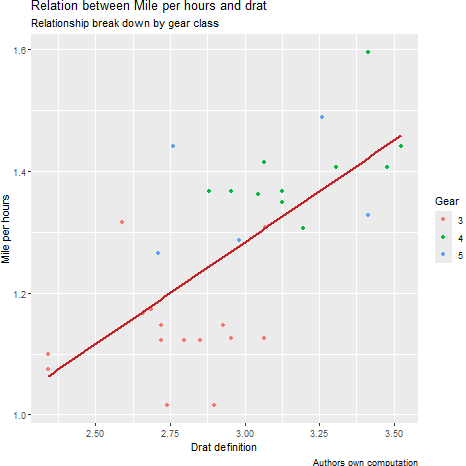 Relation between Mile per hours and drat
Relationship break down by gear class
1.6
1.4
1.2
1.0
Mile per hours
2.50 2.75 3.00 3.25 3.50
Drat definition
Gear
3
4
5
Authors own computation